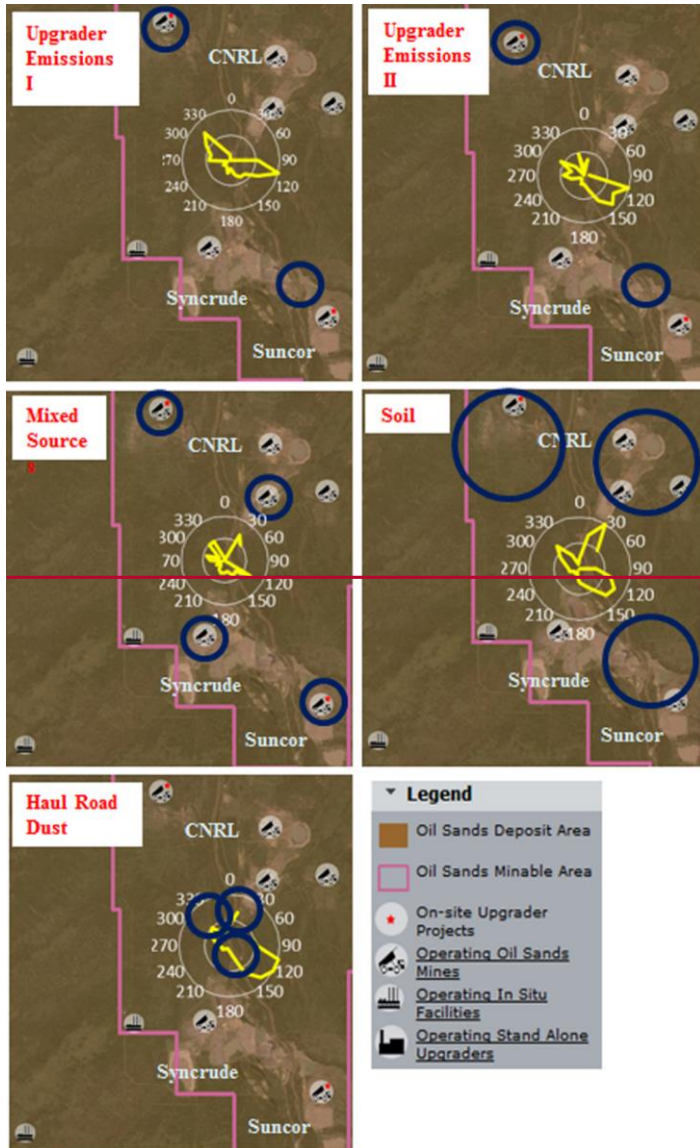 Upgrader
Emissions
I
CNRL
0
330 30
300 60
270 90
240 120
210 150
180
Syncrude
Suncor
Upgrader
Emissions
II
CNRL
0
330 30
300 60
270 90
240 120
210 150
180
Syncrude
Suncor
Mixed
Source
s
CNRL
0
330 30
300 60
70 90
240 120
210 150
180
Syncrude
Suncor
Soil
CNRL
0
330 30
300 60
270 90
240 120
210 150
180
Syncrude
Suncor
Haul Road
Dust
CNRL
0
330 30
300 60
270 90
240 120
210 150
180
Syncrude
Suncor
Legend
Oil Sands Deposit Area
Oil Sands Minable Area
On-site Upgrader
Projects
Operating Oil Sands
Mines
Operating In Situ
Facilities
Operating Stand Alone
Upgraders